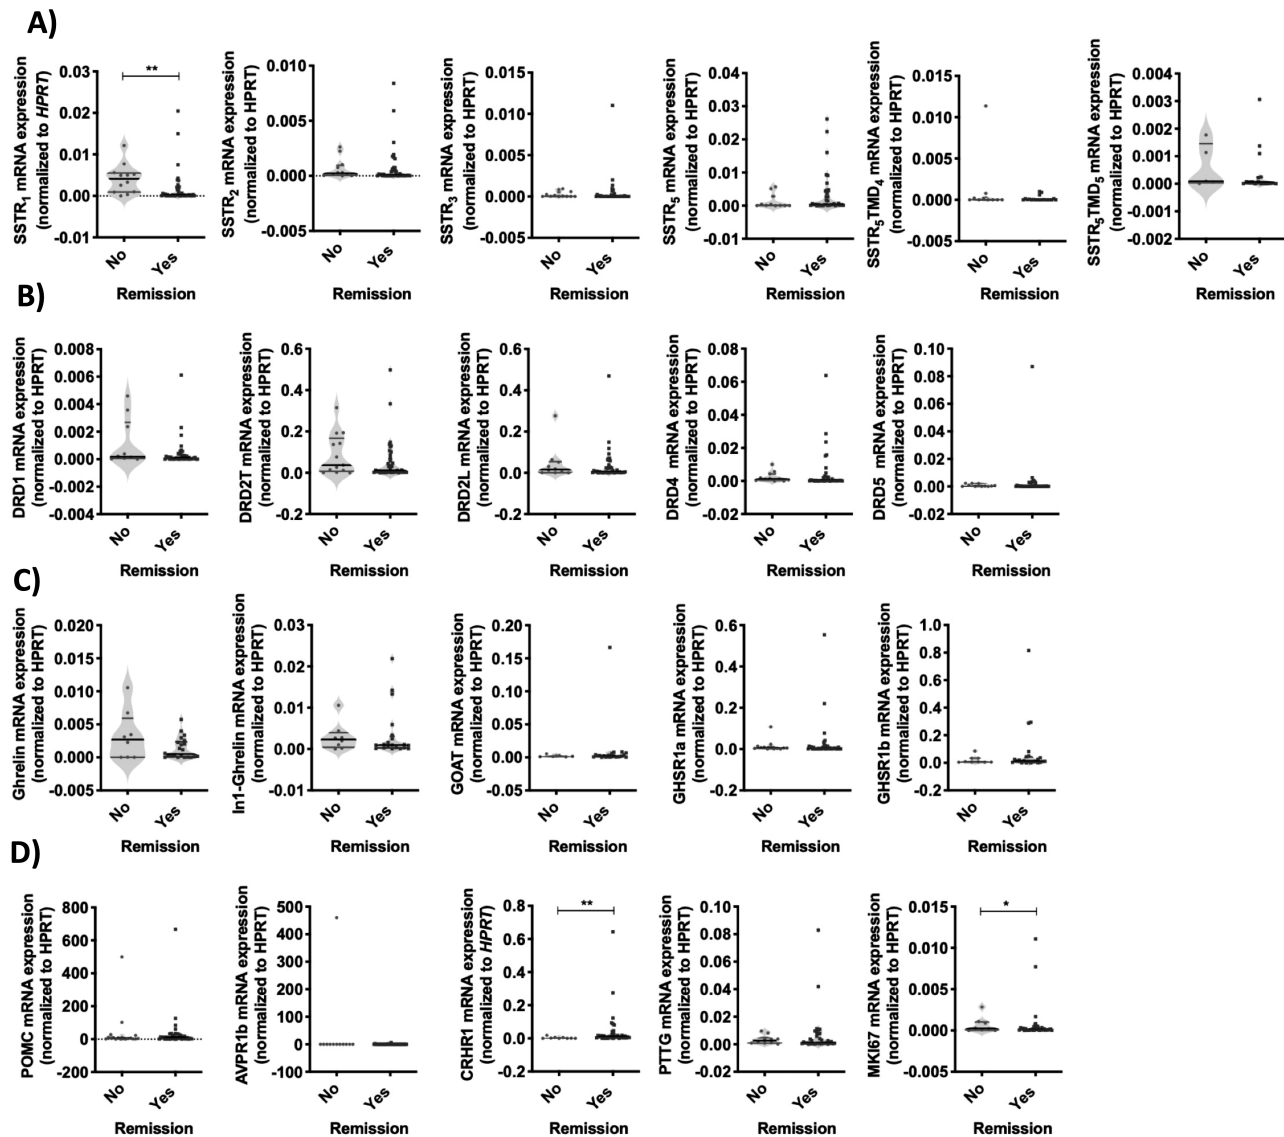 A)
SSTR1 mRNA expression
(normalized to HPRT)
0.03
0.02
0.01
0.00
-0.01
**
No
Yes
Remission
SSTR2 mRNA expression
(normalized to HPRT)
0.010
0.005
0.000
-0.005
No
Yes
Remission
SSTR3 mRNA expression
(normalized to HPRT)
0.015
0.010
0.005
0.000
-0.005
No
Yes
Remission
SSTR5 mRNA expression
(normalized to HPRT)
0.04
0.03
0.02
0.01
0.00
-0.01
No
Yes
Remission
SSTR5TMD4 mRNA expression
(normalized to HPRT)
0.015
0.010
0.005
0.000
-0.005
No
Yes
Remission
SSTR5TMD5 mRNA expression
(normalized to HPRT)
0.004
0.003
0.002
0.001
0.000
-0.001
-0.002
No
Yes
Remission
B)
DRD1 mRNA expression
(normalized to HPRT)
0.008
0.006
0.004
0.002
0.000
-0.002
-0.004
No
Yes
Remission
DRD2T mRNA expression
(normalized to HPRT)
0.6
0.4
0.2
0.0
-0.2
No
Yes
Remission
DRD2L mRNA expression
(normalized to HPRT)
0.6
0.4
0.2
0.0
-0.2
No
Yes
Remission
DRD4 mRNA expression
(normalized to HPRT)
0.08
0.06
0.04
0.02
0.00
-0.02
No
Yes
Remission
DRD5 mRNA expression
(normalized to HPRT)
0.10
0.08
0.06
0.04
0.02
0.00
-0.02
No
Yes
Remission
C)
Ghrelin mRNA expression
(normalized to HPRT)
0.020
0.015
0.010
0.005
0.000
-0.005
No
Yes
Remission
In1-Ghrelin mRNA expression
(normalized to HPRT)
0.03
0.02
0.01
0.00
-0.01
No
Yes
Remission
GOAT mRNA expression
(normalized to HPRT)
0.20
0.15
0.10
0.05
0.00
-0.05
No
Yes
Remission
GHSR1a mRNA expression
(normalized to HPRT)
0.6
0.4
0.2
0.0
-0.2
No
Yes
Remission
GHSR1b mRNA expression
(normalized to HPRT)
1.0
0.8
0.6
0.4
0.2
0.0
-0.2
No
Yes
Remission
D)
POMC mRNA expression
(normalized to HPRT)
800
600
400
200
0
-200
No
Yes
Remission
AVPR1b mRNA expression
(normalized to HPRT)
500
400
300
200
100
0
-100
No
Yes
Remission
CRHR1 mRNA expression
(normalized to HPRT)
0.8
0.6
0.4
0.2
0.0
-0.2
**
No
Yes
Remission
PTTG mRNA expression
(normalized to HPRT)
0.10
0.08
0.06
0.04
0.02
0.00
-0.02
No
Yes
Remission
MKI67 mRNA expression
(normalized to HPRT)
0.015
0.010
0.005
0.000
-0.005
*
No
Yes
Remission